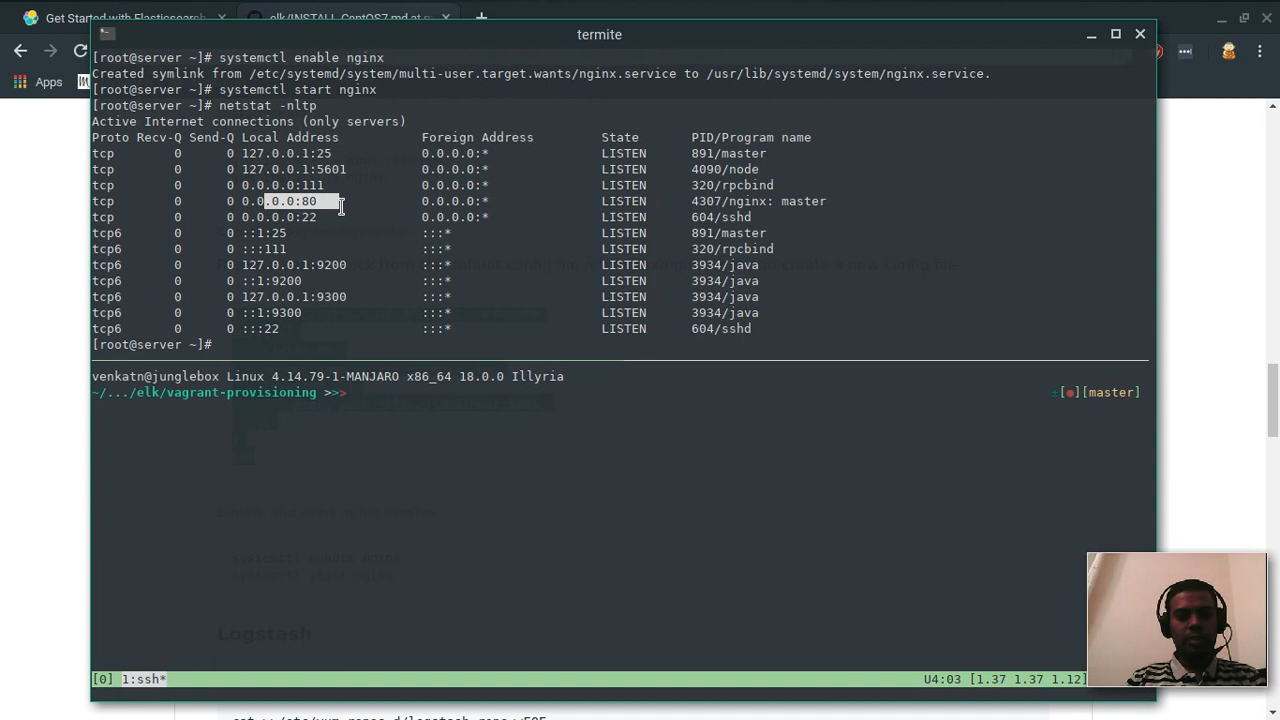 Get Started with Elasticsearch
elk/INSTALL_CentOS7.md at m
Apps
termite
[root@server ~]# systemctl enable nginx
Created symlink from /etc/systemd/system/multi-user.target.wants/nginx.service to /usr/lib/systemd/system/nginx.service.
[root@server ~]# systemctl start nginx
[root@server ~]# netstat -nltp
Active Internet connections (only servers)
Proto Recv-Q Send-Q Local Address Foreign Address State PID/Program name
tcp 0 0 127.0.0.1:25 0.0.0.0:* LISTEN 891/master
tcp 0 0 127.0.0.1:5601 0.0.0.0:* LISTEN 4090/node
tcp 0 0 0.0.0.0:111 0.0.0.0:* LISTEN 320/rpcbind
tcp 0 0 0.0.0.0:80 0.0.0.0:* LISTEN 4307/nginx: master
tcp 0 0 0.0.0.0:22 0.0.0.0:* LISTEN 604/sshd
tcp6 0 0 ::1:25 :::* LISTEN 891/master
tcp6 0 0 :::111 :::* LISTEN 320/rpcbind
tcp6 0 0 127.0.0.1:9200 :::* LISTEN 3934/java
tcp6 0 0 ::1:9200 :::* LISTEN 3934/java
tcp6 0 0 127.0.0.1:9300 :::* LISTEN 3934/java
tcp6 0 0 ::1:9300 :::* LISTEN 3934/java
tcp6 0 0 :::22 :::* LISTEN 604/sshd
[root@server ~]#
venkatn@junglebox Linux 4.14.79-1-MANJARO x86_64 18.0.0 Illyria
~/.../elk/vagrant-provisioning >>> ±[●][master]
systemctl enable nginx
systemctl start nginx
Logstash
[0] 1:ssh* U4:03 [1.37 1.37 1.12]